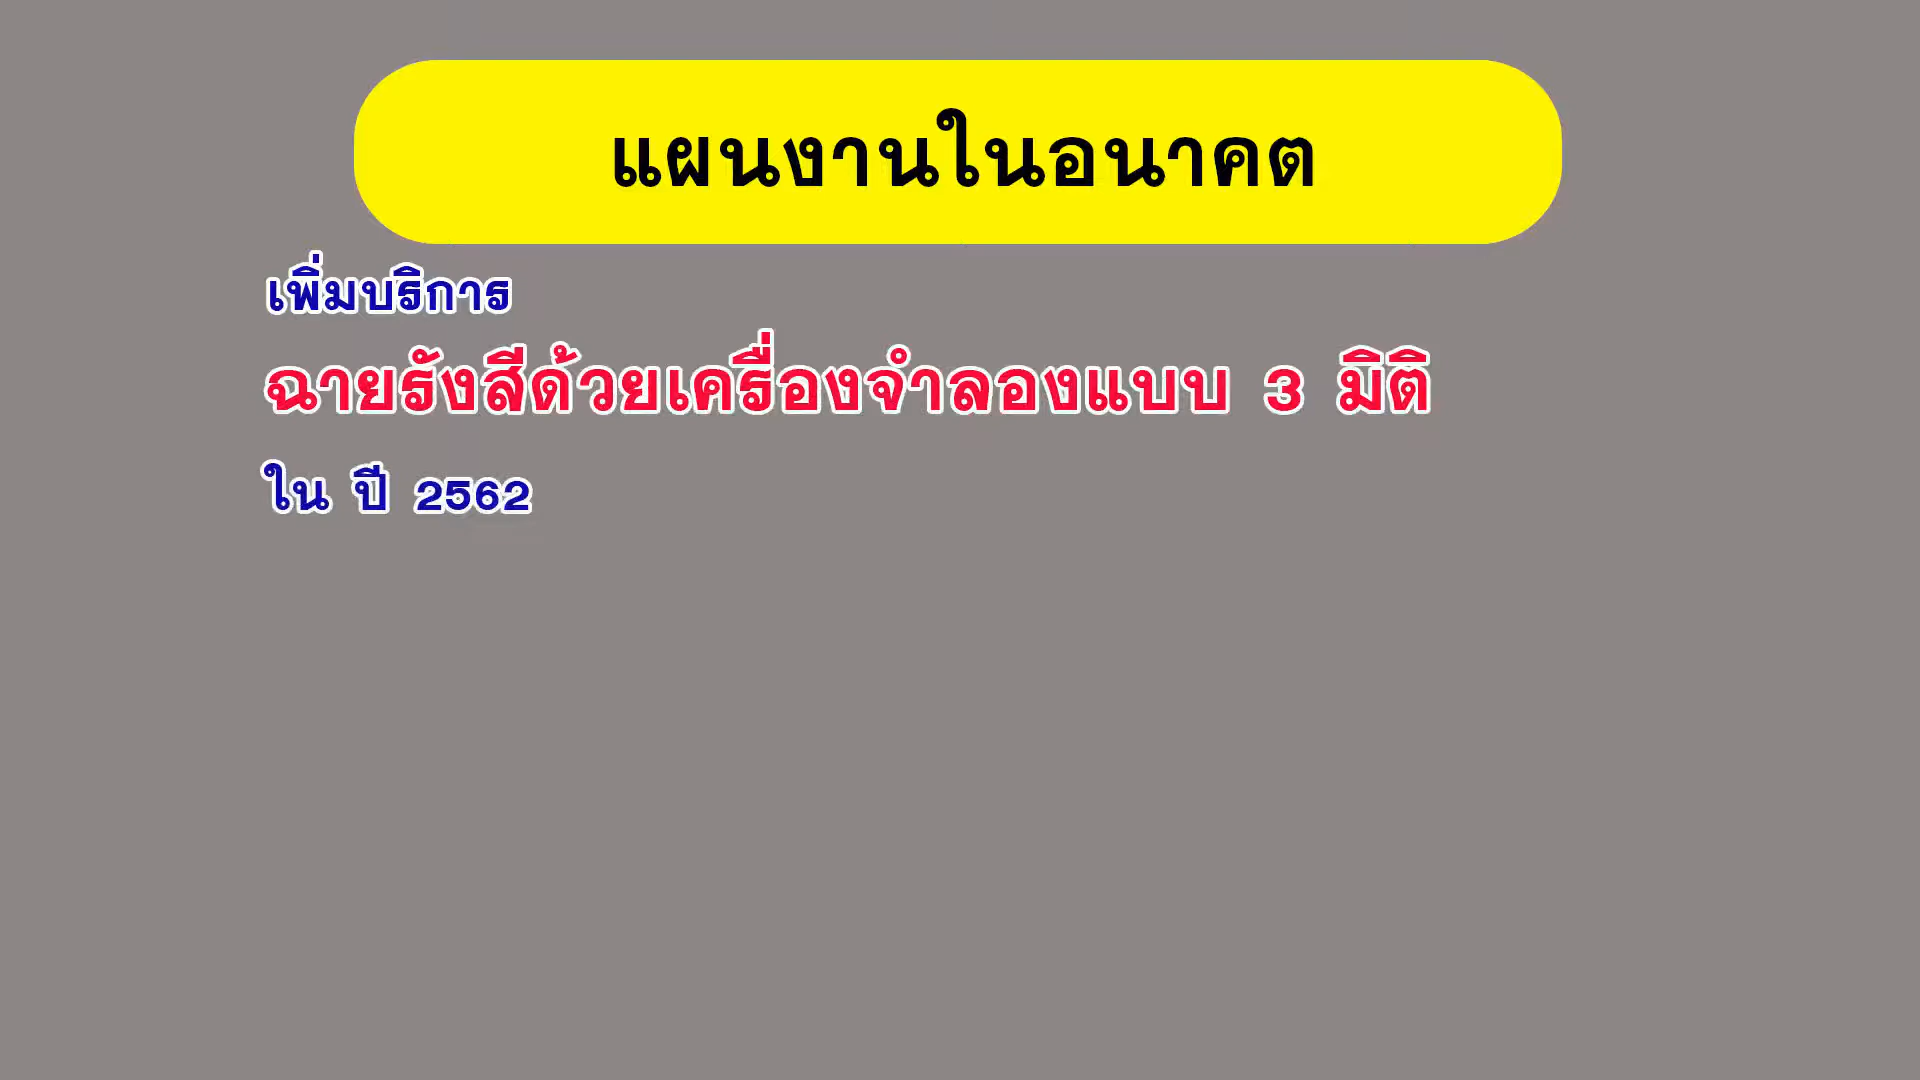 แผนงานในอนาคต
เพิ่มบริการ
ฉายรังสีด้วยเครื่องจำลองแบบ 3 มิติ
ใน ปี 2562